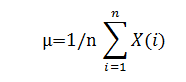 μ=1/n ∑_{i=1}^{n} X(i)